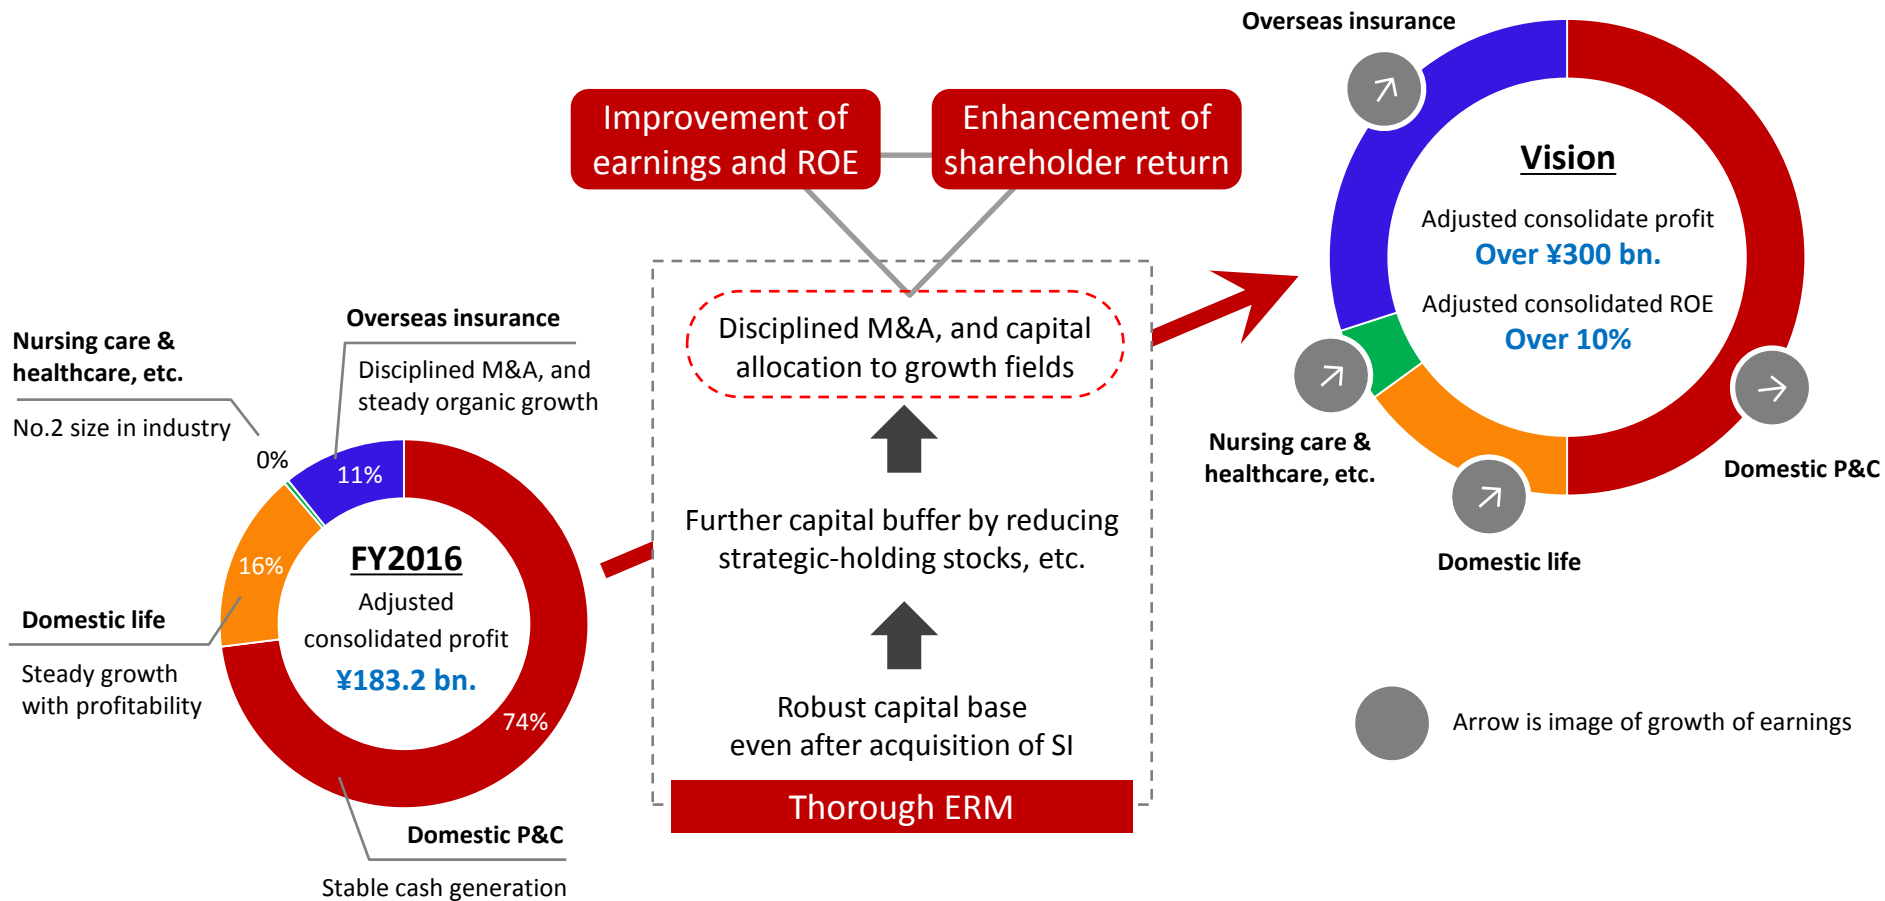 Nursing care &
healthcare, etc.
No.2 size in industry
Overseas insurance
Disciplined M&A, and
steady organic growth
0%
11%
16%
74%
FY2016
Adjusted
consolidated profit
¥183.2 bn.
Domestic life
Steady growth
with profitability
Domestic P&C
Stable cash generation
Improvement of
earnings and ROE
Enhancement of
shareholder return
Disciplined M&A, and capital
allocation to growth fields
Further capital buffer by reducing
strategic-holding stocks, etc.
Robust capital base
even after acquisition of SI
Thorough ERM
Overseas insurance
Vision
Adjusted consolidate profit
Over ¥300 bn.
Adjusted consolidated ROE
Over 10%
Nursing care &
healthcare, etc.
Domestic P&C
Domestic life
Arrow is image of growth of earnings